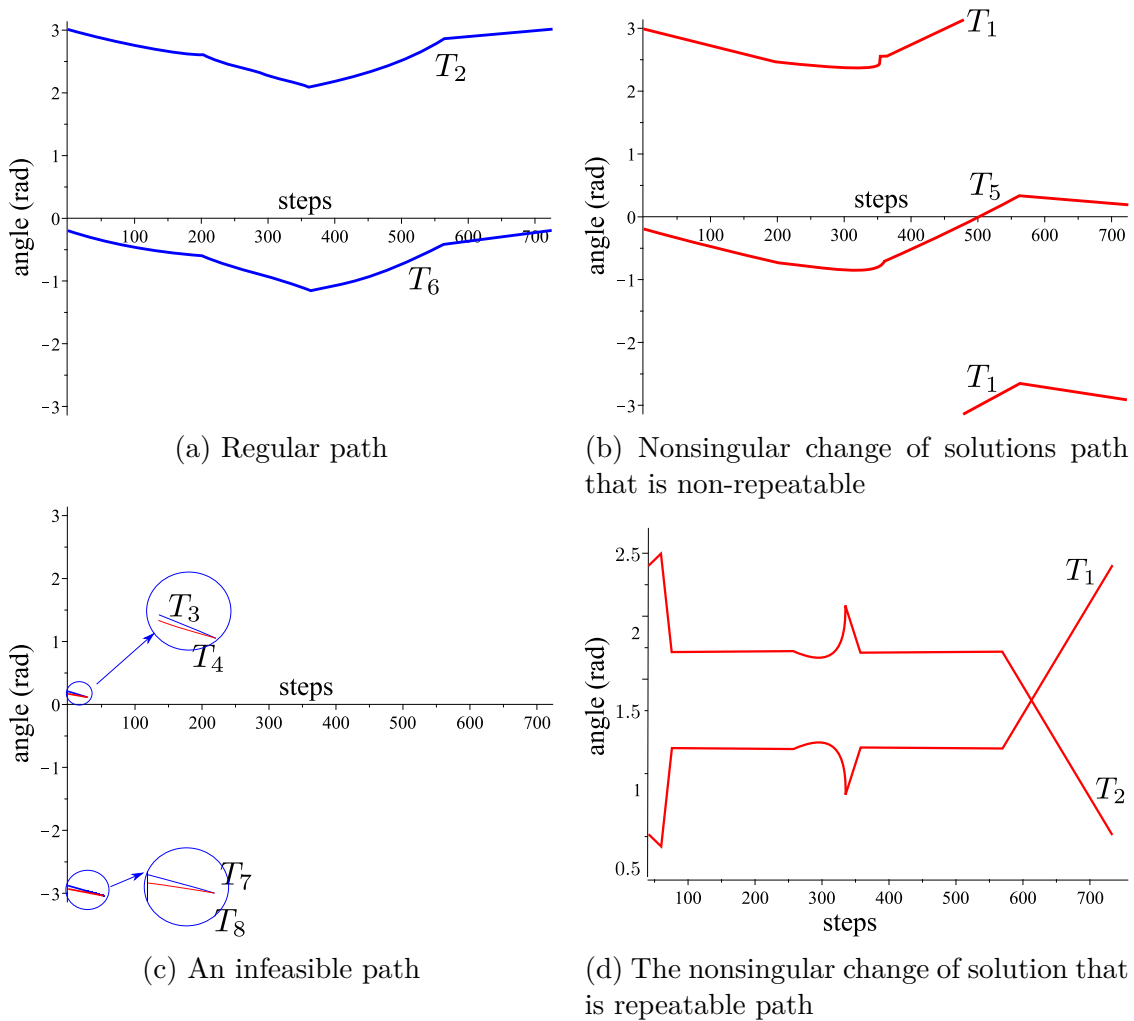 3
2
1
0
−1
−2
−3
angle (rad)
steps
100 200 300 400 500 600 700
T2
T6
(a) Regular path
3
2
1
0
−1
−2
−3
angle (rad)
steps
100 200 300 400 500 600 700
T1
T5
T1
(b) Nonsingular change of solutions path
that is non-repeatable
3
2
1
0
−1
−2
−3
angle (rad)
steps
100 200 300 400 500 600 700
T3
T4
T7
T8
(c) An infeasible path
2.5
2
1.5
1
0.5
angle (rad)
100 200 300 400 500 600 700
steps
T1
T2
(d) The nonsingular change of solution that
is repeatable path